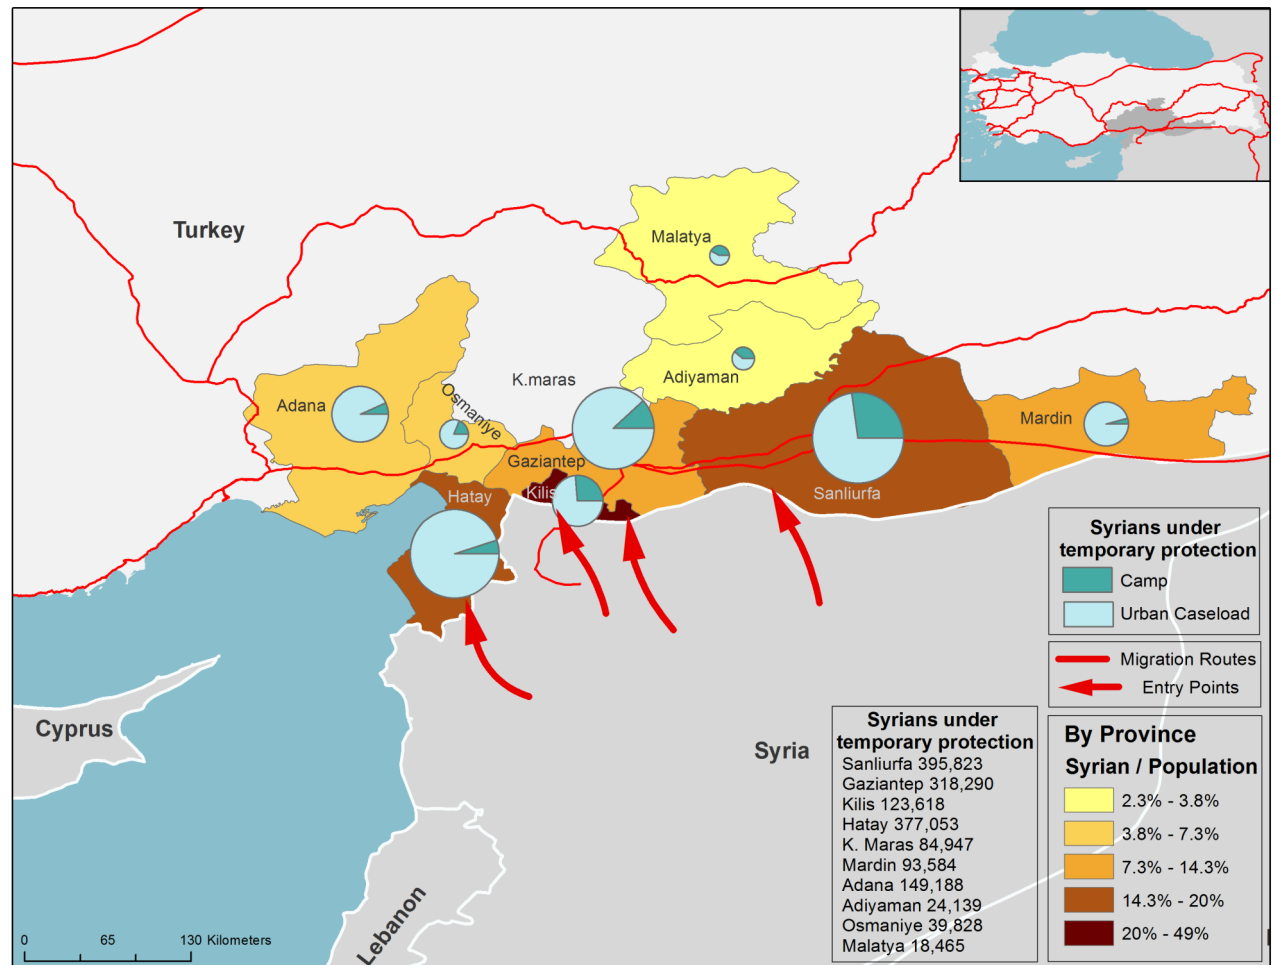 Turkey
Malatya
K.maras
Adiyaman
Adana
Osmaniye
Mardin
Gaziantep
Kilis
Sanliurfa
Hatay
Cyprus
Syria
Lebanon
0 65 130 Kilometers
Syrians under
temporary protection
Camp
Urban Caseload
Migration Routes
Entry Points
Syrians under
temporary protection
Sanliurfa 395,823
Gaziantep 318,290
Kilis 123,618
Hatay 377,053
K. Maras 84,947
Mardin 93,584
Adana 149,188
Adiyaman 24,139
Osmaniye 39,828
Malatya 18,465
By Province
Syrian / Population
2.3% - 3.8%
3.8% - 7.3%
7.3% - 14.3%
14.3% - 20%
20% - 49%